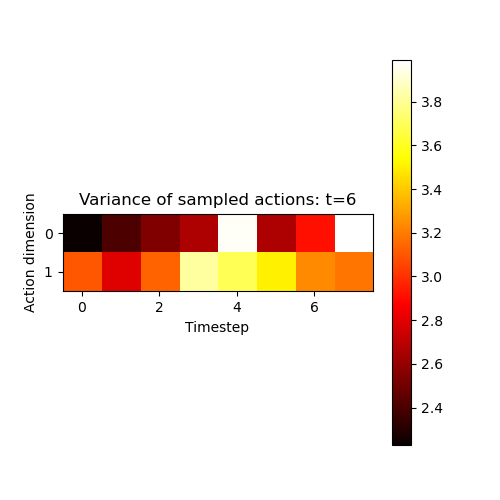 Variance of sampled actions: t=6
Action dimension
0
1
0 2 4 6
Timestep
3.8
3.6
3.4
3.2
3.0
2.8
2.6
2.4